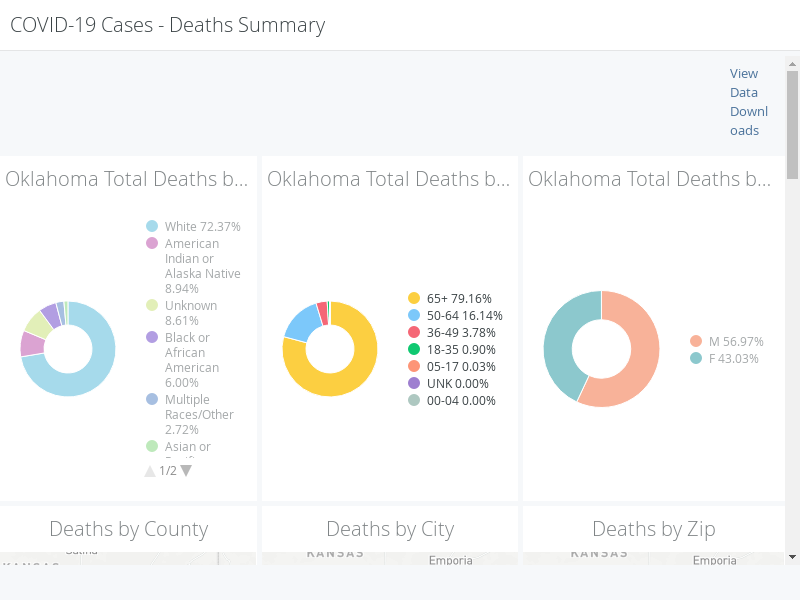 COVID-19 Cases - Deaths Summary
View
Data
Downl
oads
Oklahoma Total Deaths b...
White 72.37%
American
Indian or
Alaska Native
8.94%
Unknown
8.61%
Black or
African
American
6.00%
Multiple
Races/Other
2.72%
Asian or
1/2
Oklahoma Total Deaths b...
65+ 79.16%
50-64 16.14%
36-49 3.78%
18-35 0.90%
05-17 0.03%
UNK 0.00%
00-04 0.00%
Oklahoma Total Deaths b...
M 56.97%
F 43.03%
Deaths by County
Salina
KANSAS
Deaths by City
KANSAS
Emporia
Deaths by Zip
KANSAS
Emporia